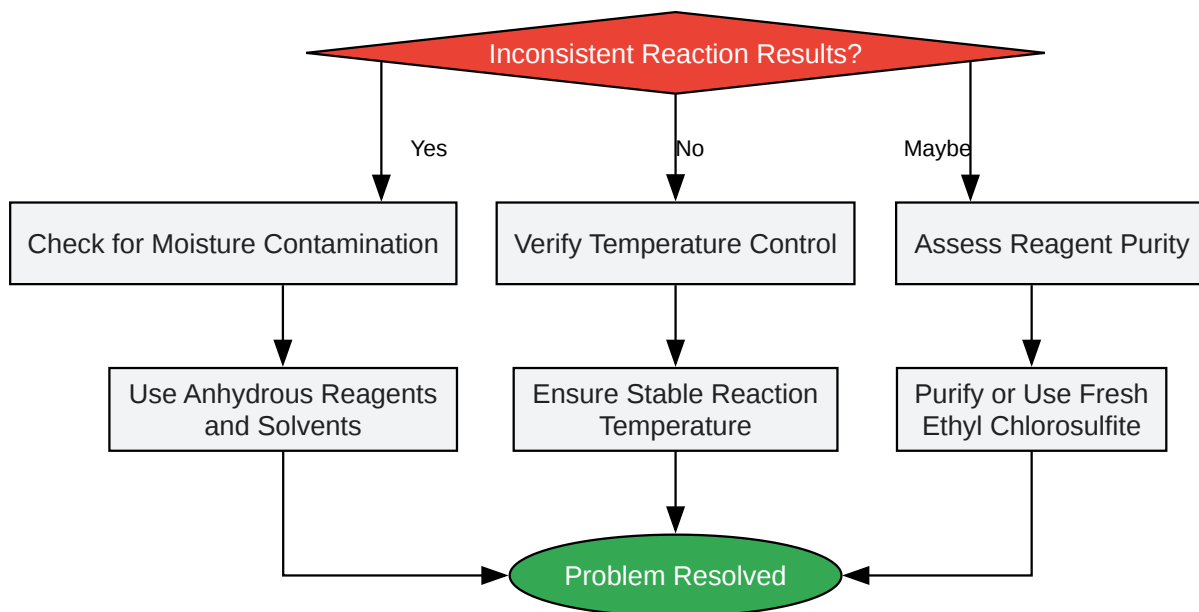 Inconsistent Reaction Results?
Yes
No
Maybe
Check for Moisture Contamination
Verify Temperature Control
Assess Reagent Purity
Use Anhydrous Reagents
and Solvents
Ensure Stable Reaction
Temperature
Purify or Use Fresh
Ethyl Chlorosulfite
Problem Resolved